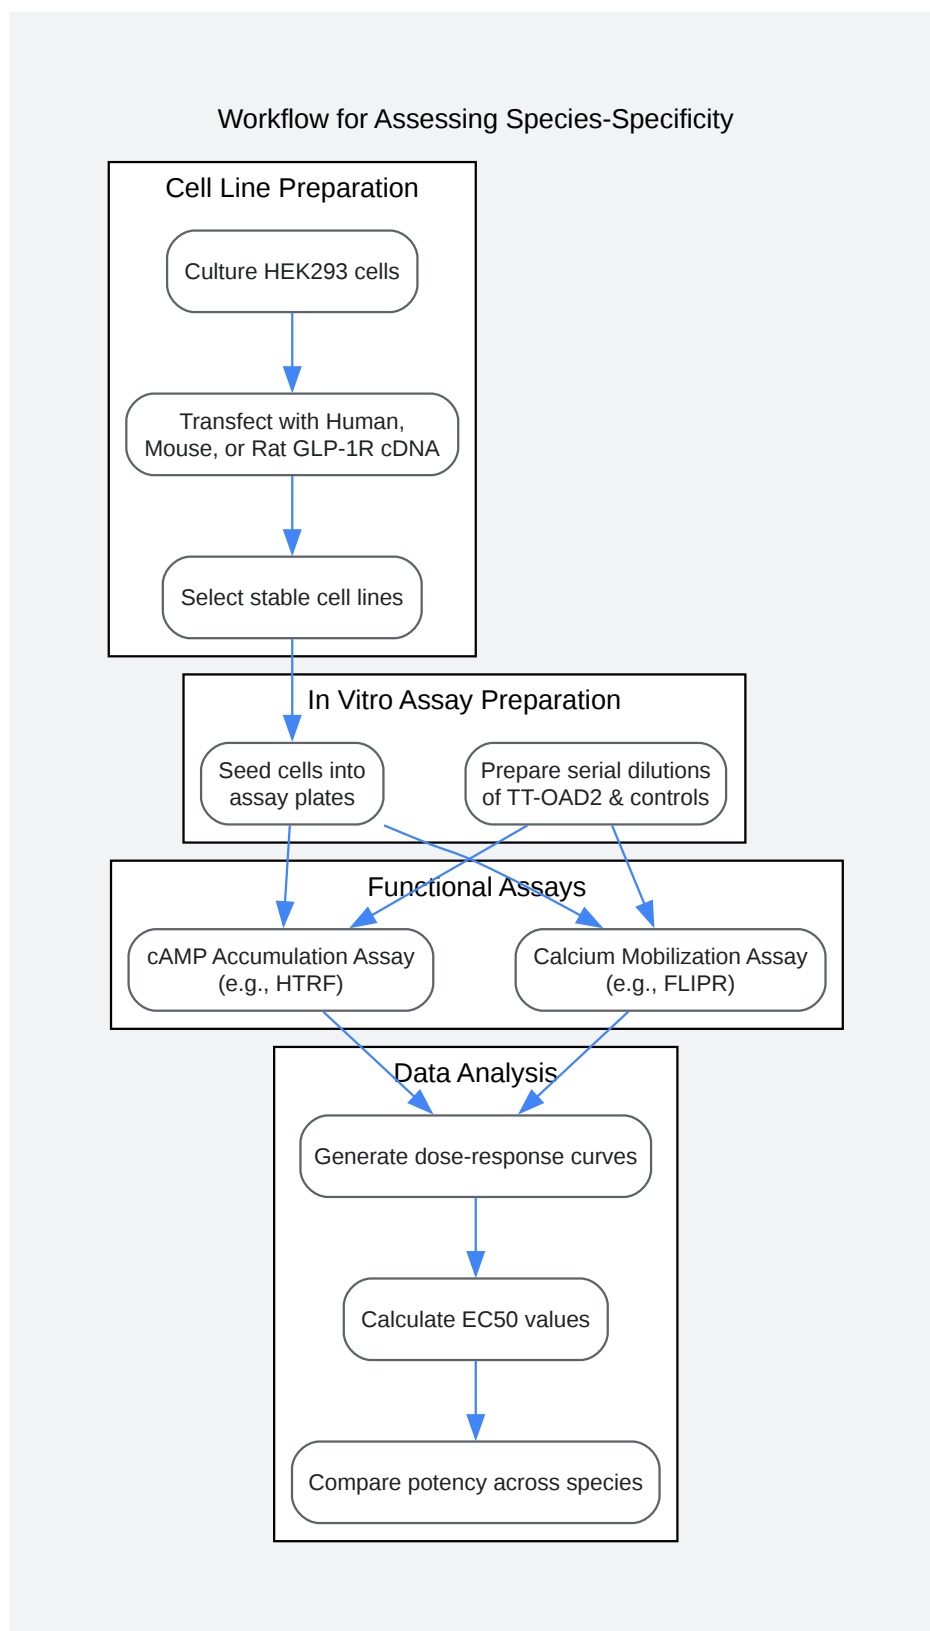 Workflow for Assessing Species-Specificity
Cell Line Preparation
Culture HEK293 cells
Transfect with Human,
Mouse, or Rat GLP-1R cDNA
Select stable cell lines
In Vitro Assay Preparation
Seed cells into
assay plates
Prepare serial dilutions
of TT-OAD2 & controls
Functional Assays
cAMP Accumulation Assay
(e.g., HTRF)
Calcium Mobilization Assay
(e.g., FLIPR)
Data Analysis
Generate dose-response curves
Calculate EC50 values
Compare potency across species